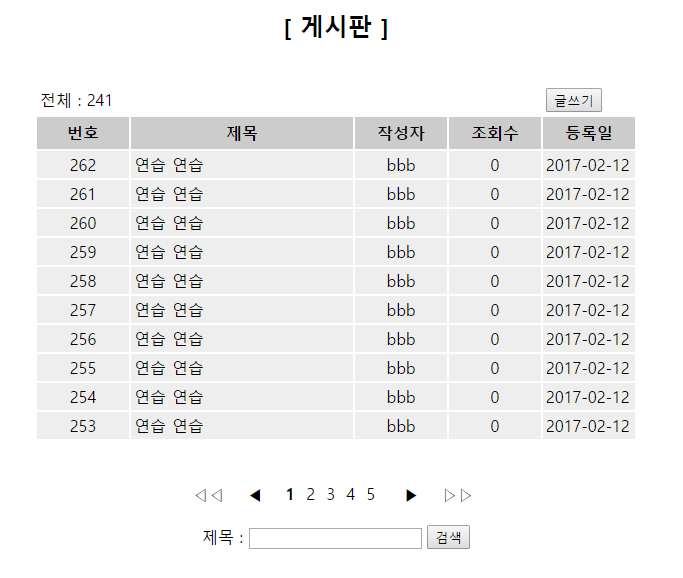 [ 게시판 ]
전체 : 241 글쓰기
번호 제목 작성자 조회수 등록일
262 연습 연습 bbb 0 2017-02-12
261 연습 연습 bbb 0 2017-02-12
260 연습 연습 bbb 0 2017-02-12
259 연습 연습 bbb 0 2017-02-12
258 연습 연습 bbb 0 2017-02-12
257 연습 연습 bbb 0 2017-02-12
256 연습 연습 bbb 0 2017-02-12
255 연습 연습 bbb 0 2017-02-12
254 연습 연습 bbb 0 2017-02-12
253 연습 연습 bbb 0 2017-02-12
◁◁ ◀ 1 2 3 4 5 ▶ ▷▷
제목 : 검색